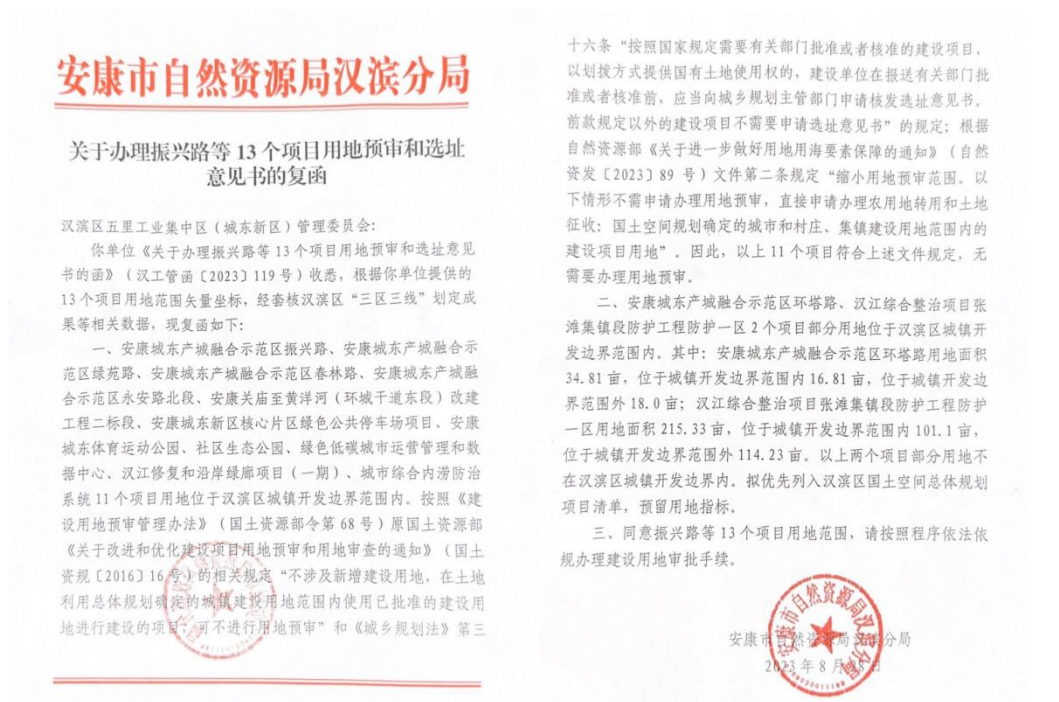 安康市自然资源局汉滨分局
关于办理振兴路等 13 个项目用地预审和选址
意见书的复函
汉滨区五里工业集中区（城东新区）管理委员会：
你单位《关于办理振兴路等 13 个项目用地预审和选址意见
书的函》（汉工管函〔2023〕119 号）收悉，根据你单位提供的
13 个项目用地范围矢量坐标，经套核汉滨区“三区三线”划定成
果等相关数据，现复函如下：
一、安康城东产城融合示范区振兴路、安康城东产城融合示
范区绿苑路、安康城东产城融合示范区春林路、安康城东产城融
合示范区永安路北段、安康关庙至黄洋河（环城干道东段）改建
工程二标段、安康城东新区核心片区绿色公共停车场项目、安康
城东体育运动公园、社区生态公园、绿色低碳城市运营管理和数
据中心、汉江修复和沿岸绿廊项目（一期）、城市综合内涝防治
系统 11 个项目用地位于汉滨区城镇开发边界范围内。按照《建
设用地预审管理办法》（国土资源部令第 68 号）原国土资源部
《关于改进和优化建设项目用地预审和用地审查的通知》（国土
资规〔2016〕16 号）的相关规定“不涉及新增建设用地，在土地
利用总体规划确定的城镇建设用地范围内使用已批准的建设用
地进行建设的项目，可不进行用地预审”和《城乡规划法》第三
十六条“按照国家规定需要有关部门批准或者核准的建设项目，
以划拨方式提供国有土地使用权的，建设单位在报送有关部门批
准或者核准前，应当向城乡规划主管部门申请核发选址意见书。
前款规定以外的建设项目不需要申请选址意见书”的规定；根据
自然资源部《关于进一步做好用地用海要素保障的通知》（自然
资发〔2023〕89 号）文件第二条规定“缩小用地预审范围。以
下情形不需申请办理用地预审，直接申请办理农用地转用和土地
征收：国土空间规划确定的城市和村庄、集镇建设用地范围内的
建设项目用地”。因此，以上 11 个项目符合上述文件规定，无
需要办理用地预审。
二、安康城东产城融合示范区环塔路、汉江综合整治项目张
滩集镇段防护工程防护一区 2 个项目部分用地位于汉滨区城镇开
发边界范围内。其中：安康城东产城融合示范区环塔路用地面积
34.81 亩，位于城镇开发边界范围内 16.81 亩，位于城镇开发边
界范围外 18.0 亩；汉江综合整治项目张滩集镇段防护工程防护
一区用地面积 215.33 亩，位于城镇开发边界范围内 101.1 亩，
位于城镇开发边界范围外 114.23 亩。以上两个项目部分用地不
在汉滨区城镇开发边界内。拟优先列入汉滨区国土空间总体规划
项目清单，预留用地指标。
三、同意振兴路等 13 个项目用地范围，请按照程序依法依
规办理建设用地审批手续。
安康市自然资源局汉滨分局
2023 年 8 月 日